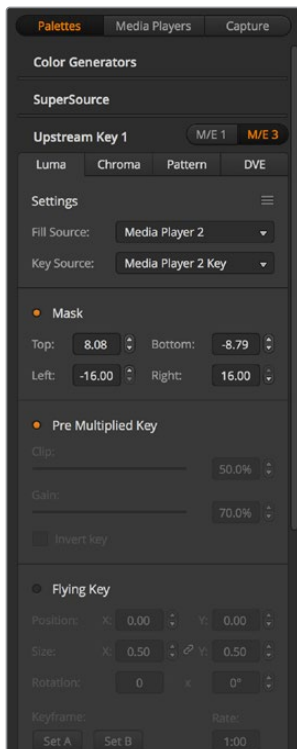 Palettes Media Players Capture
Color Generators
SuperSource
Upstream Key 1 M/E 1 M/E 3
Luma Chroma Pattern DVE
Settings
Fill Source: Media Player 2
Key Source: Media Player 2 Key
Mask
Top: 8.08 Bottom: -8.79
Left: -16.00 Right: 16.00
Pre Multiplied Key
Clip:
50.0%
Gain:
70.0%
Invert key
Flying Key
Position: X: 0.00 Y: 0.00
Size: X: 0.50 Y: 0.50
Rotation: 0 x 0°
Keyframe: Rate:
Set A Set B 1:00